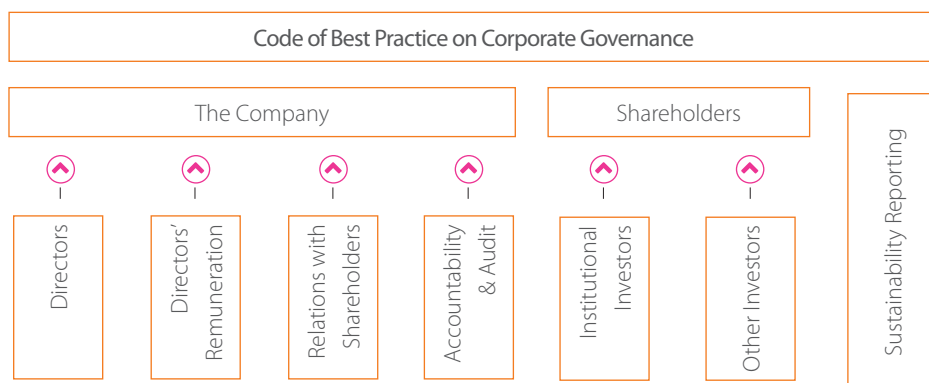 Code of Best Practice on Corporate Governance
The Company
Shareholders
Directors
Directors’
Remuneration
Relations with
Shareholders
Accountability
& Audit
Institutional
Investors
Other Investors
Sustainability Reporting